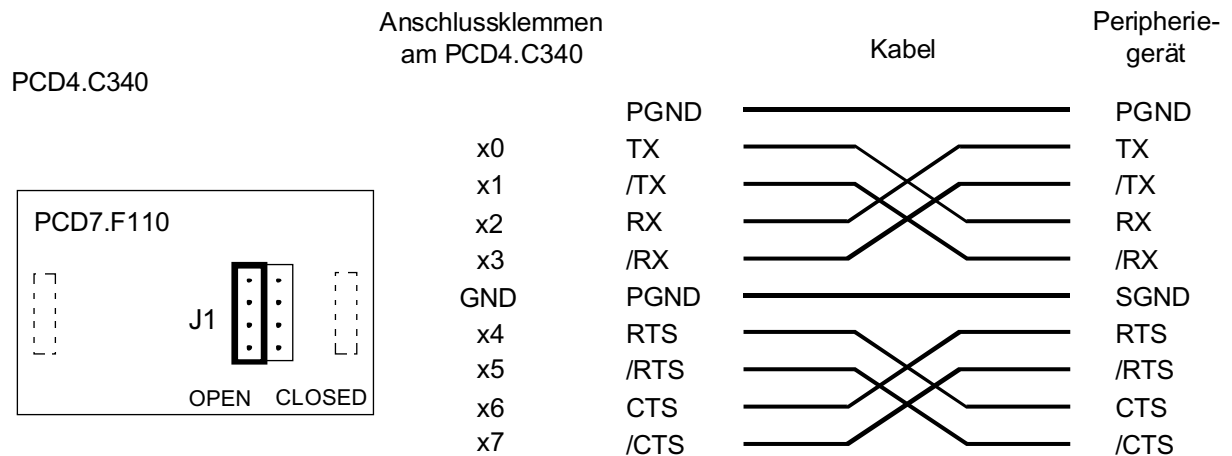 Anschlussklemmen
am PCD4.C340
Kabel
Peripherie-
gerät
PCD4.C340
PGND PGND
x0 TX TX
x1 /TX /TX
x2 RX RX
x3 /RX /RX
GND PGND SGND
x4 RTS RTS
x5 /RTS /RTS
x6 CTS CTS
x7 /CTS /CTS
PCD7.F110
J1
OPEN CLOSED